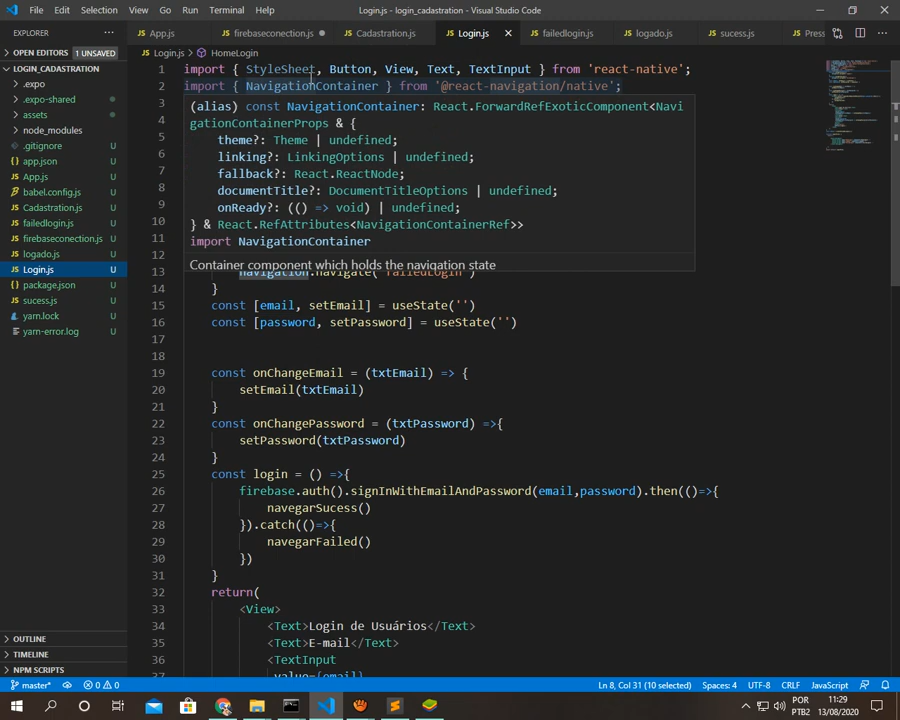 File Edit Selection View Go Run Terminal Help
Login.js - login_cadastration - Visual Studio Code
EXPLORER
App.js
firebaseconection.js
Cadastration.js
Login.js
failedlogin.js
logado.js
sucess.js
Press
OPEN EDITORS 1 UNSAVED
Login.js > HomeLogin
LOGIN_CADASTRATION
.expo
.expo-shared
assets
node_modules
.gitignore U
app.json U
App.js U
babel.config.js U
Cadastration.js U
failedlogin.js U
firebaseconection.js U
logado.js U
Login.js U
package.json U
sucess.js U
yarn.lock U
yarn-error.log U
OUTLINE
TIMELINE
NPM SCRIPTS
1 import { StyleSheet, Button, View, Text, TextInput } from 'react-native';
2 import { NavigationContainer } from '@react-navigation/native';
3 (alias) const NavigationContainer: React.ForwardRefExoticComponent<Navi
4 gationContainerProps & {
5 theme?: Theme | undefined;
6 linking?: LinkingOptions | undefined;
7 fallback?: React.ReactNode;
8 documentTitle?: DocumentTitleOptions | undefined;
9 onReady?: (() => void) | undefined;
10 } & React.RefAttributes<NavigationContainerRef>>
11 import NavigationContainer
12
Container component which holds the navigation state
13 navigation.navigate('FailedLogin')
14 }
15 const [email, setEmail] = useState('')
16 const [password, setPassword] = useState('')
17
18
19 const onChangeEmail = (txtEmail) => {
20 setEmail(txtEmail)
21 }
22 const onChangePassword = (txtPassword) =>{
23 setPassword(txtPassword)
24 }
25 const login = () =>{
26 firebase.auth().signInWithEmailAndPassword(email,password).then(()=>{
27 navegarSucess()
28 }).catch(()=>{
29 navegarFailed()
30 })
31 }
32 return(
33 <View>
34 <Text>Login de Usuários</Text>
35 <Text>E-mail</Text>
36 <TextInput
value={email}
master* 0 0
Ln 8, Col 31 (10 selected) Spaces: 4 UTF-8 CRLF JavaScript
POR 11:29
PTB2 13/08/2020